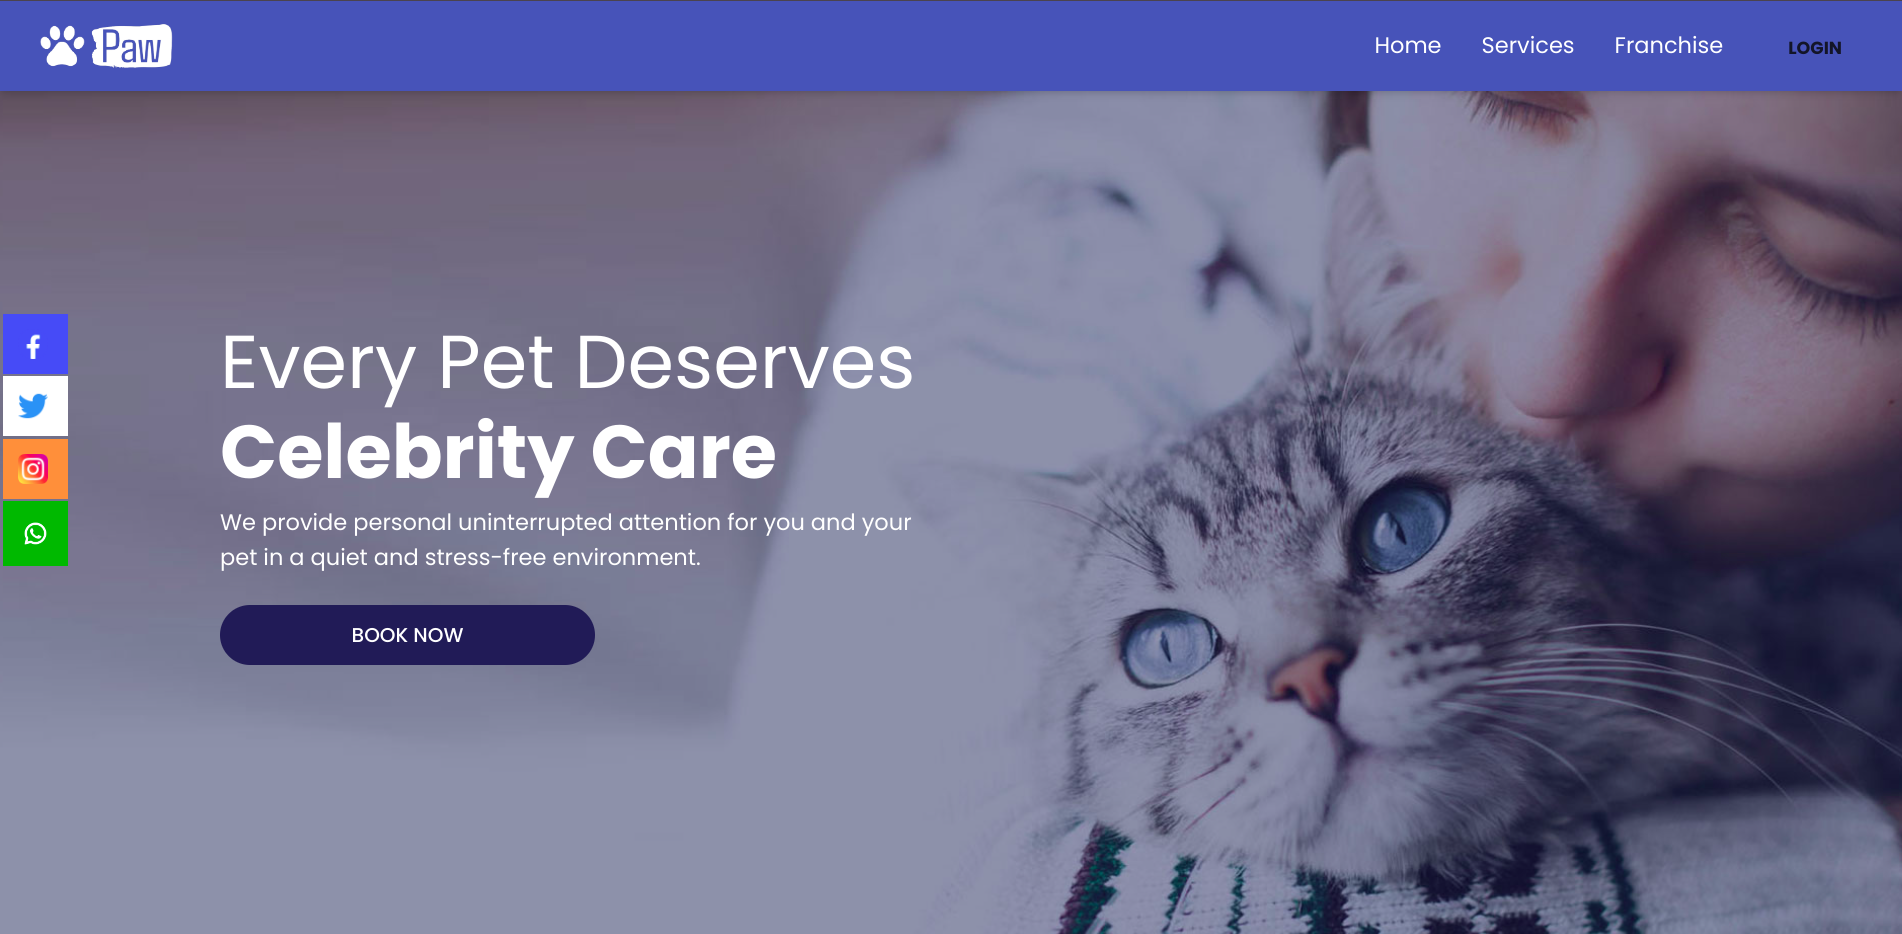 Paw
Home Services Franchise LOGIN
Every Pet Deserves
Celebrity Care
We provide personal uninterrupted attention for you and your
pet in a quiet and stress-free environment.
BOOK NOW